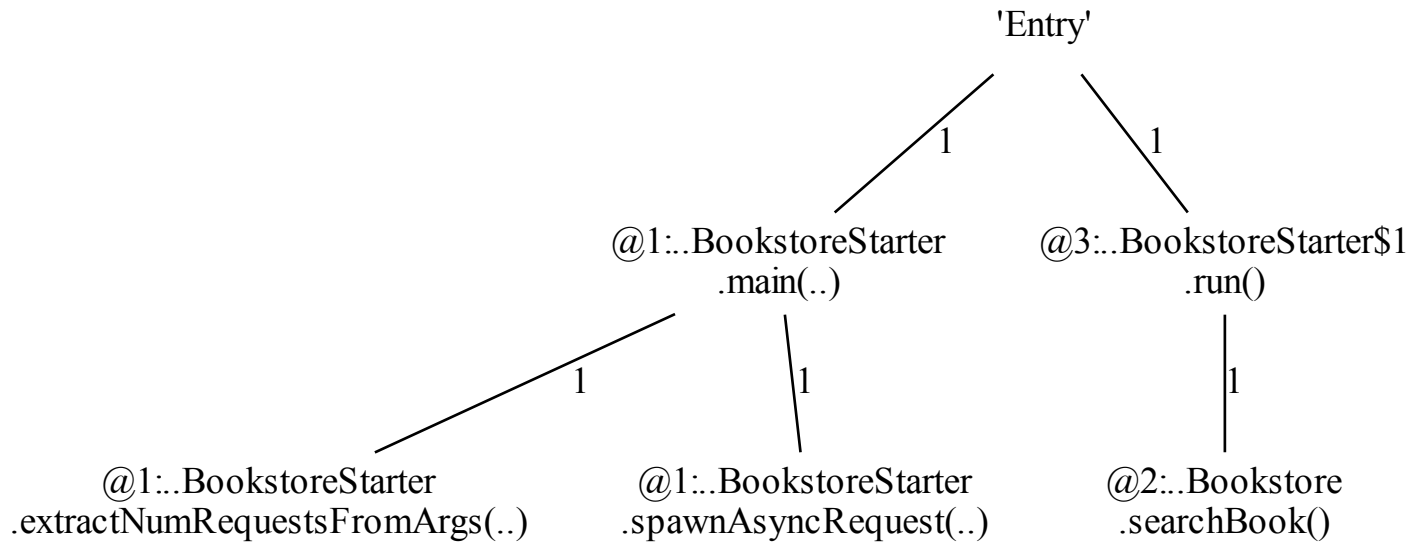 'Entry'
1
1
@1:..BookstoreStarter
.main(..)
@3:..BookstoreStarter$1
.run()
1
1
1
@1:..BookstoreStarter
.extractNumRequestsFromArgs(..)
@1:..BookstoreStarter
.spawnAsyncRequest(..)
@2:..Bookstore
.searchBook()